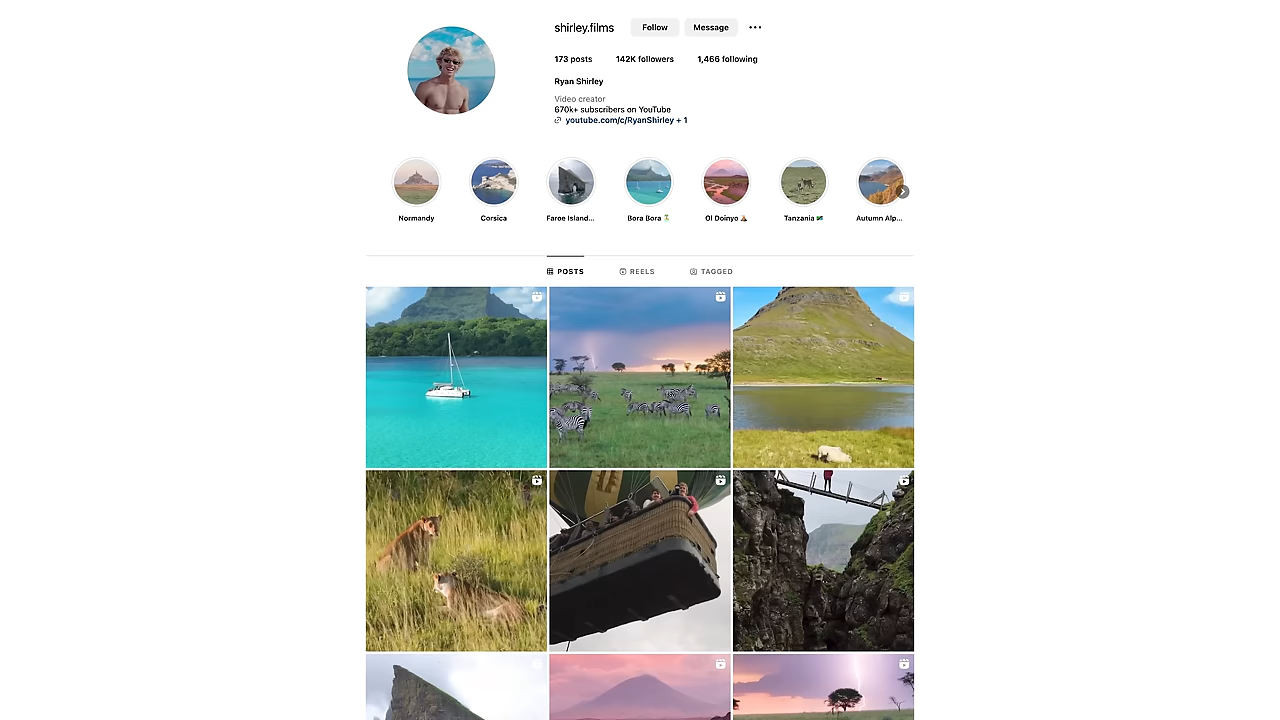 shirley.films Follow Message
173 posts 142K followers 1,466 following
Ryan Shirley
Video creator
670k+ subscribers on YouTube
youtube.com/c/RyanShirley + 1
Normandy Corsica Faroe Island... Bora Bora Ol Doinyo Tanzania Autumn Alp...
POSTS REELS TAGGED